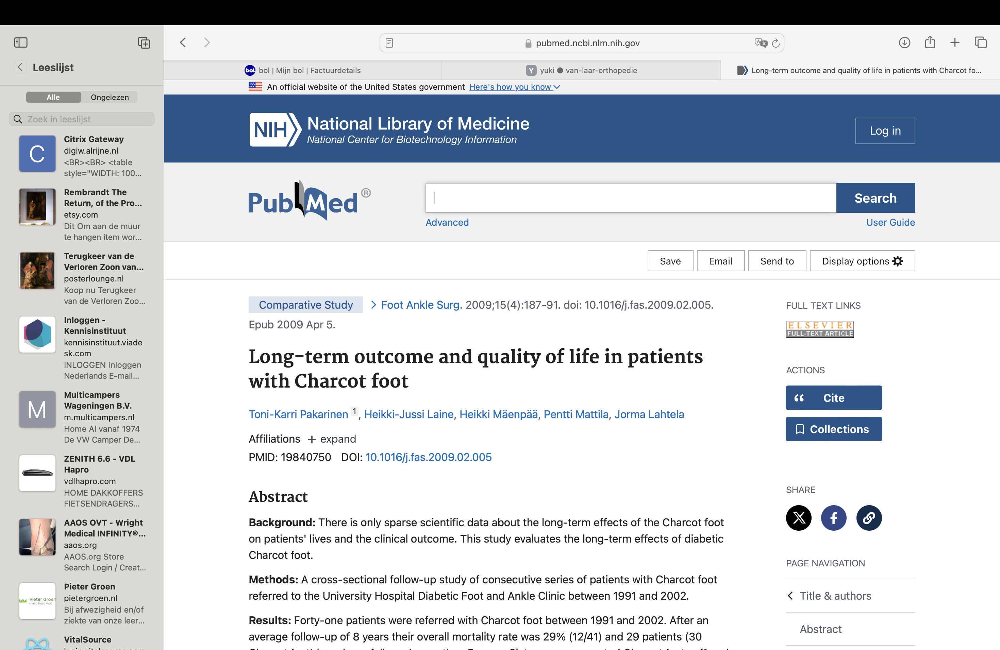 Leeslijst
Alle
Ongelezen
Zoek in leeslijst
C
Citrix Gateway
digiw.alrijne.nl
<BR><BR> <table
style="WIDTH: 100...
Rembrandt The
Return, of the Pro...
etsy.com
Dit Om aan de muur
te hangen item wor...
Terugkeer van de
Verloren Zoon van...
posterlounge.nl
Koop nu Terugkeer
van de Verloren Zoo...
Inloggen -
Kennisinstituut
kennisinstituut.viade
sk.com
INLOGGEN Inloggen
Nederlands E-mail...
M
Multicampers
Wageningen B.V.
m.multicampers.nl
Home Al vanaf 1974
De VW Camper De...
ZENITH 6.6 - VDL
Hapro
vdlhapro.com
HOME DAKKOFFERS
FIETSENDRAGERS...
AAOS OVT - Wright
Medical INFINITY®...
aaos.org
AAOS.org Store
Search Login / Creat...
Pieter Groen
mavo havo vwo
Pieter Groen
pietergroen.nl
Bij afwezigheid en/of
ziekte van onze leer...
VitalSource
pubmed.ncbi.nlm.nih.gov
bol. bol | Mijn bol | Factuurdetails
Y yuki ● van-laar-orthopedie
Long-term outcome and quality of life in patients with Charcot fo...
An official website of the United States government Here's how you know
NIH National Library of Medicine
National Center for Biotechnology Information
Log in
PubMed®
Search
Advanced
User Guide
Save
Email
Send to
Display options
Comparative Study > Foot Ankle Surg. 2009;15(4):187-91. doi: 10.1016/j.fas.2009.02.005.
Epub 2009 Apr 5.
Long-term outcome and quality of life in patients
with Charcot foot
Toni-Karri Pakarinen 1, Heikki-Jussi Laine, Heikki Mäenpää, Pentti Mattila, Jorma Lahtela
Affiliations + expand
PMID: 19840750 DOI: 10.1016/j.fas.2009.02.005
Abstract
Background: There is only sparse scientific data about the long-term effects of the Charcot foot
on patients' lives and the clinical outcome. This study evaluates the long-term effects of diabetic
Charcot foot.
Methods: A cross-sectional follow-up study of consecutive series of patients with Charcot foot
referred to the University Hospital Diabetic Foot and Ankle Clinic between 1991 and 2002.
Results: Forty-one patients were referred with Charcot foot between 1991 and 2002. After an
average follow-up of 8 years their overall mortality rate was 29% (12/41) and 29 patients (30
FULL TEXT LINKS
ELSEVIER
FULL-TEXT ARTICLE
ACTIONS
Cite
Collections
SHARE
PAGE NAVIGATION
Title & authors
Abstract